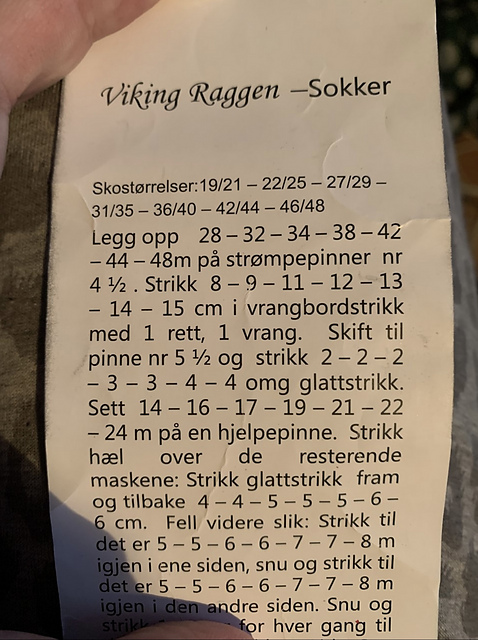 Viking Raggen –Sokker
Skostørrelser:19/21 – 22/25 – 27/29 –
31/35 – 36/40 – 42/44 – 46/48
Legg opp 28 – 32 – 34 – 38 – 42
– 44 – 48m på strømpepinner nr
4 ½ . Strikk 8 – 9 – 11 – 12 – 13
– 14 – 15 cm i vrangbordstrikk
med 1 rett, 1 vrang. Skift til
pinne nr 5 ½ og strikk 2 – 2 – 2
– 3 – 3 – 4 – 4 omg glattstrikk.
Sett 14 – 16 – 17 – 19 – 21 – 22
– 24 m på en hjelpepinne. Strikk
hæl over de resterende
maskene: Strikk glattstrikk fram
og tilbake 4 – 4 – 5 – 5 – 5 – 6 –
6 cm. Fell videre slik: Strikk til
det er 5 – 5 – 6 – 6 – 7 – 7 – 8 m
igjen i ene siden, snu og strikk til
det er 5 – 5 – 6 – 6 – 7 – 7 – 8 m
igjen i den andre siden. Snu og
for hver gang til